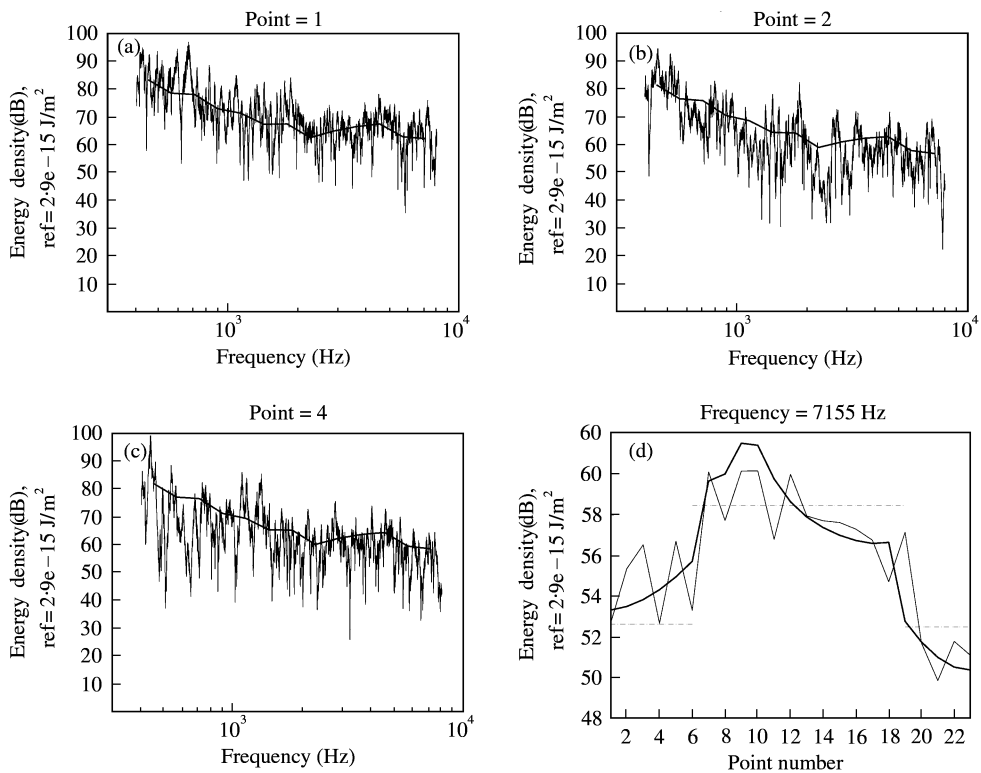 Point = 1
(a)
100
90
80
70
60
50
40
30
20
10
Energy density(dB),
ref=2·9e−15 J/m²
10³
10⁴
Frequency (Hz)
Point = 2
(b)
100
90
80
70
60
50
40
30
20
10
Energy density(dB),
ref=2·9e−15 J/m²
10³
10⁴
Frequency (Hz)
Point = 4
(c)
100
90
80
70
60
50
40
30
20
10
Energy density(dB),
ref=2·9e−15 J/m²
10³
10⁴
Frequency (Hz)
Frequency = 7155 Hz
(d)
60
60
58
56
54
52
50
48
Energy density(dB),
ref=2·9e−15 J/m²
2 4 6 8 10 12 14 16 18 20 22
Point number